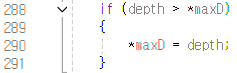 288 if (depth > *maxD)
289 {
290 *maxD = depth;
291 }